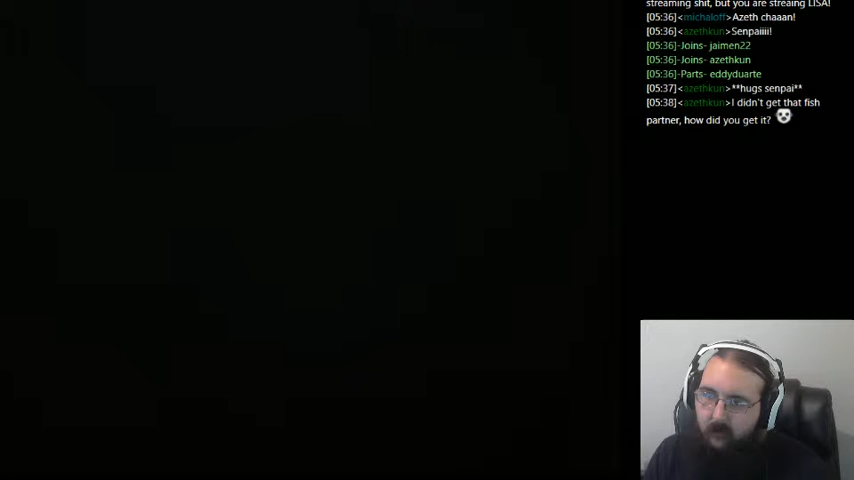 streaming shit, but you are streaing LISA!
[05:36]<michaloff>Azeth chaaan!
[05:36]<azethkun>Senpaiiii!
[05:36]-Joins- jaimen22
[05:36]-Joins- azethkun
[05:36]-Parts- eddyduarte
[05:37]<azethkun>**hugs senpai**
[05:38]<azethkun>I didn't get that fish
partner, how did you get it?